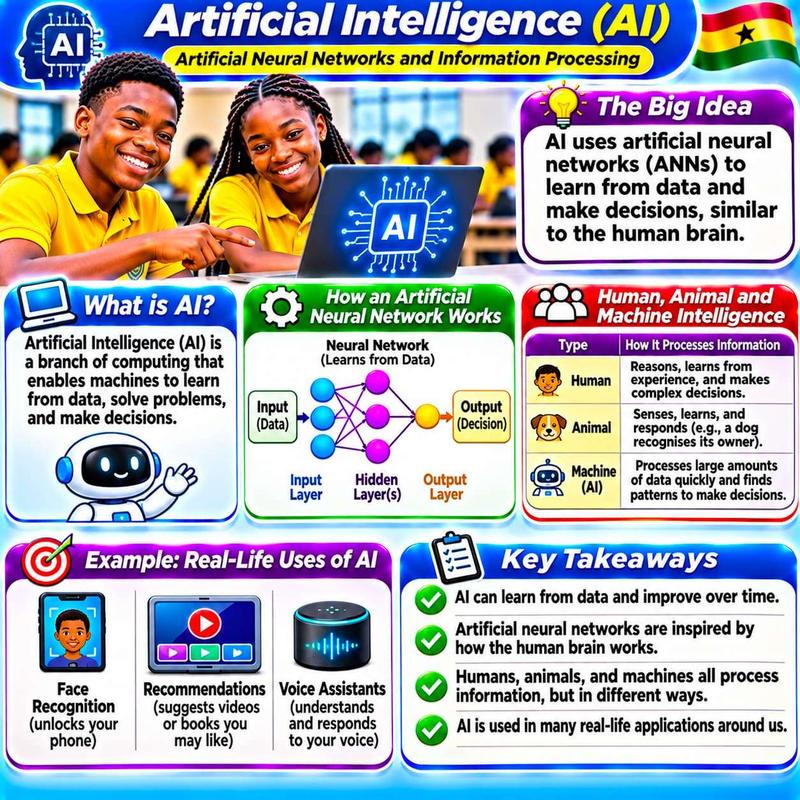 Artificial Intelligence (AI)
Artificial Neural Networks and Information Processing
AI
AI
The Big Idea
AI uses artificial neural
networks (ANNs) to
learn from data and
make decisions, similar
to the human brain.
What is AI?
Artificial Intelligence (AI) is
a branch of computing that
enables machines to learn
from data, solve problems,
and make decisions.
How an Artificial
Neural Network Works
Neural Network
(Learns from Data)
Input
(Data)
Output
(Decision)
Input
Layer
Hidden
Layer(s)
Output
Layer
Human, Animal and
Machine Intelligence
Type
How It Processes Information
Human
Reasons, learns from
experience, and makes
complex decisions.
Animal
Senses, learns, and
responds (e.g., a dog
recognises its owner).
Machine
(AI)
Processes large amounts
of data quickly and finds
patterns to make decisions.
Example: Real-Life Uses of AI
Face
Recognition
(unlocks your
phone)
Recommendations
(suggests videos
or books you
may like)
Voice Assistants
(understands
and responds
to your voice)
Key Takeaways
AI can learn from data and improve over time.
Artificial neural networks are inspired by
how the human brain works.
Humans, animals, and machines all process
information, but in different ways.
AI is used in many real-life applications around us.